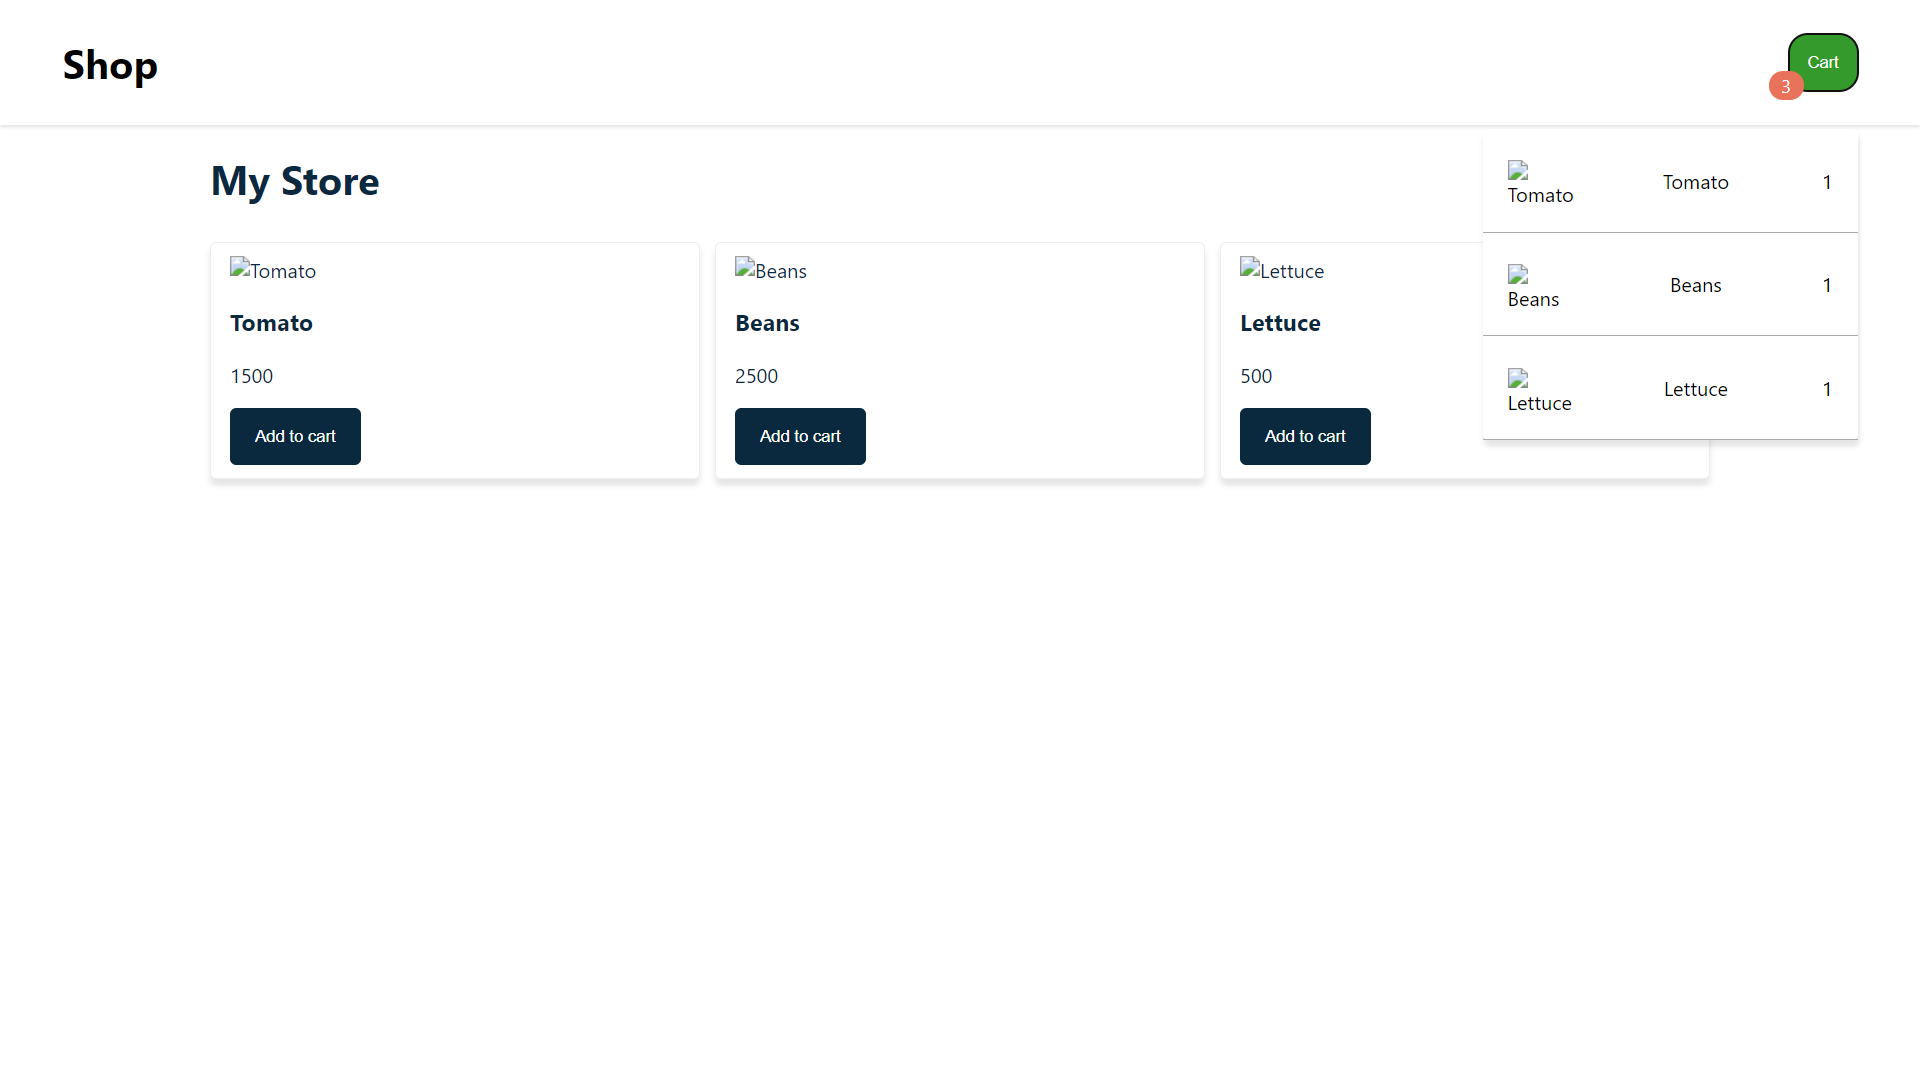 Shop
Cart
3
My Store
Tomato
Tomato
1500
Add to cart
Beans
Beans
2500
Add to cart
Lettuce
Lettuce
500
Add to cart
Tomato Tomato 1
Beans Beans 1
Lettuce Lettuce 1